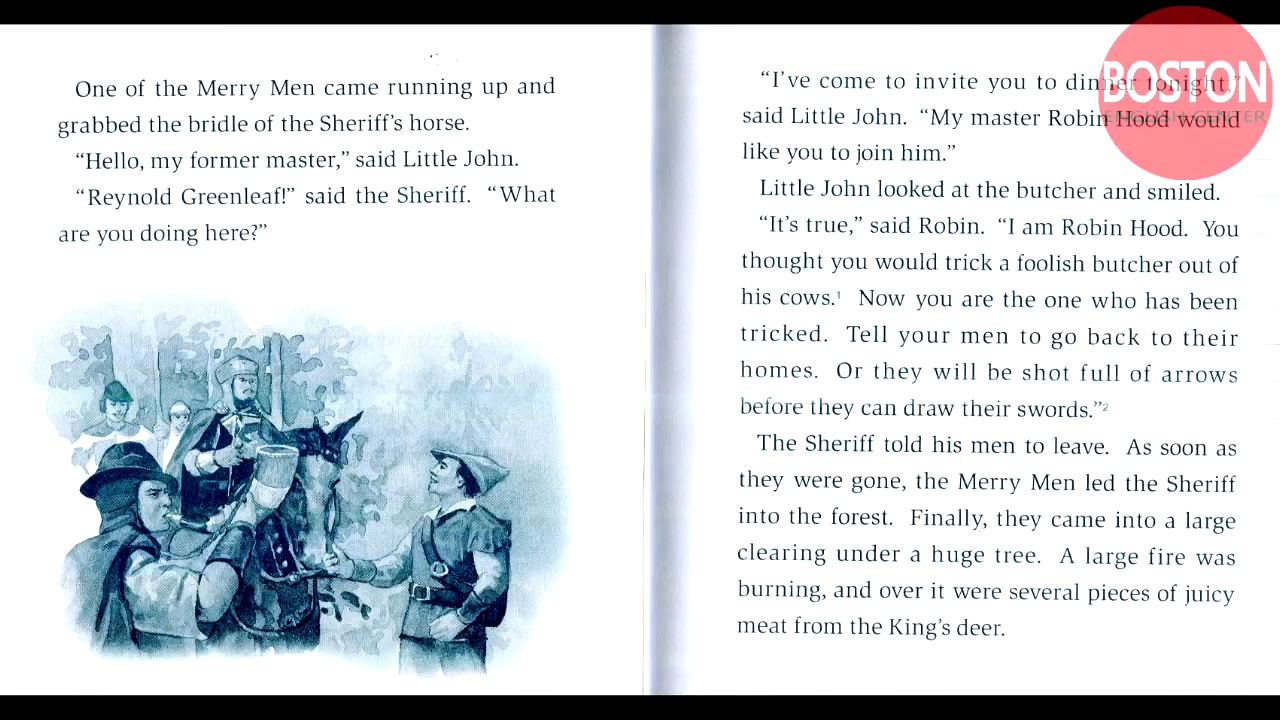 One of the Merry Men came running up and
grabbed the bridle of the Sheriff's horse.
“Hello, my former master,” said Little John.
“Reynold Greenleaf!” said the Sheriff. “What
are you doing here?”
“I've come to invite you to dinner tonight,”
said Little John. “My master Robin Hood would
like you to join him.”
Little John looked at the butcher and smiled.
“It's true,” said Robin. “I am Robin Hood. You
thought you would trick a foolish butcher out of
his cows.¹ Now you are the one who has been
tricked. Tell your men to go back to their
homes. Or they will be shot full of arrows
before they can draw their swords.”²
The Sheriff told his men to leave. As soon as
they were gone, the Merry Men led the Sheriff
into the forest. Finally, they came into a large
clearing under a huge tree. A large fire was
burning, and over it were several pieces of juicy
meat from the King's deer.
BOSTON
ENGLISH CENTER